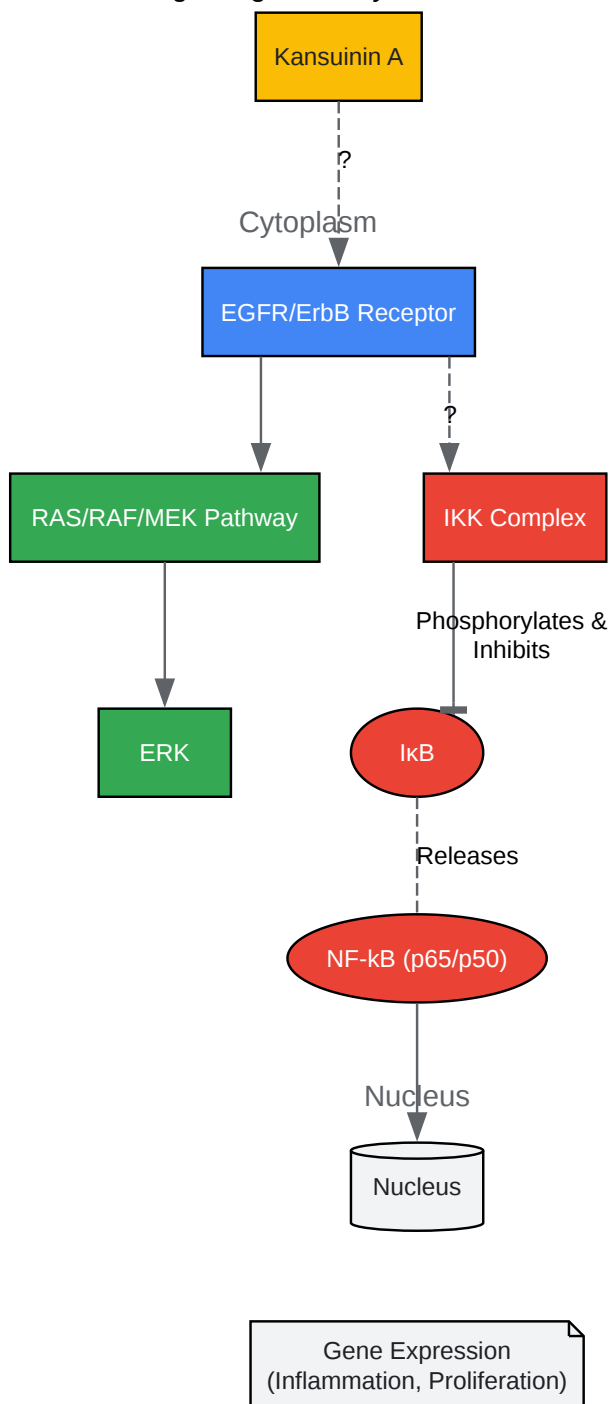 Kansuinin A
?
Cytoplasm
EGFR/ErbB Receptor
?
RAS/RAF/MEK Pathway
IKK Complex
Phosphorylates &
Inhibits
ERK
IκB
Releases
NF-kB (p65/p50)
Nucleus
Nucleus
Gene Expression
(Inflammation, Proliferation)